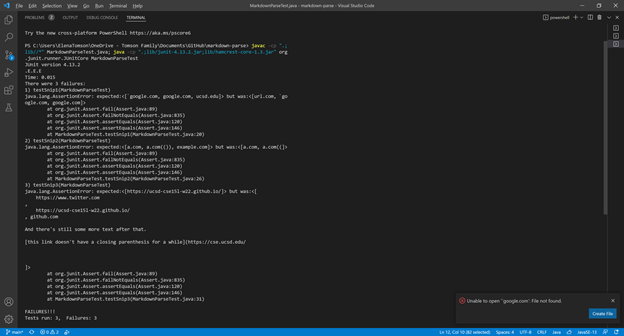 File Edit Selection View Go Run Terminal Help
MarkdownParseTest.java - markdown-parse - Visual Studio Code
PROBLEMS 2 OUTPUT DEBUG CONSOLE TERMINAL
powershell
Try the new cross-platform PowerShell https://aka.ms/pscore6
PS C:\Users\ElenaTomson\OneDrive - Tomson Family\Documents\GitHub\markdown-parse> javac -cp ".;
lib/*" MarkdownParseTest.java; java -cp ".;lib/junit-4.13.2.jar;lib/hamcrest-core-1.3.jar" org
.junit.runner.JUnitCore MarkdownParseTest
JUnit version 4.13.2
.E.E.E
Time: 0.015
There were 3 failures:
1) testSnip1(MarkdownParseTest)
java.lang.AssertionError: expected:<[`google.com, google.com, ucsd.edu]> but was:<[url.com, `go
ogle.com, google.com]>
at org.junit.Assert.fail(Assert.java:89)
at org.junit.Assert.failNotEquals(Assert.java:835)
at org.junit.Assert.assertEquals(Assert.java:120)
at org.junit.Assert.assertEquals(Assert.java:146)
at MarkdownParseTest.testSnip1(MarkdownParseTest.java:20)
2) testSnip2(MarkdownParseTest)
java.lang.AssertionError: expected:<[a.com, a.com(()), example.com]> but was:<[a.com, a.com(()]>
at org.junit.Assert.fail(Assert.java:89)
at org.junit.Assert.failNotEquals(Assert.java:835)
at org.junit.Assert.assertEquals(Assert.java:120)
at org.junit.Assert.assertEquals(Assert.java:146)
at MarkdownParseTest.testSnip2(MarkdownParseTest.java:26)
3) testSnip3(MarkdownParseTest)
java.lang.AssertionError: expected:<[https://ucsd-cse15l-w22.github.io/]> but was:<[
https://www.twitter.com
,
https://ucsd-cse15l-w22.github.io/
, github.com
And there's still some more text after that.
[this link doesn't have a closing parenthesis for a while](https://cse.ucsd.edu/
]>
at org.junit.Assert.fail(Assert.java:89)
at org.junit.Assert.failNotEquals(Assert.java:835)
at org.junit.Assert.assertEquals(Assert.java:120)
at org.junit.Assert.assertEquals(Assert.java:146)
at MarkdownParseTest.testSnip3(MarkdownParseTest.java:31)
FAILURES!!!
Tests run: 3, Failures: 3
Unable to open '`google.com': File not found.
Create File
main* 0 2
Ln 12, Col 10 (82 selected) Spaces: 4 UTF-8 CRLF Java JavaSE-15